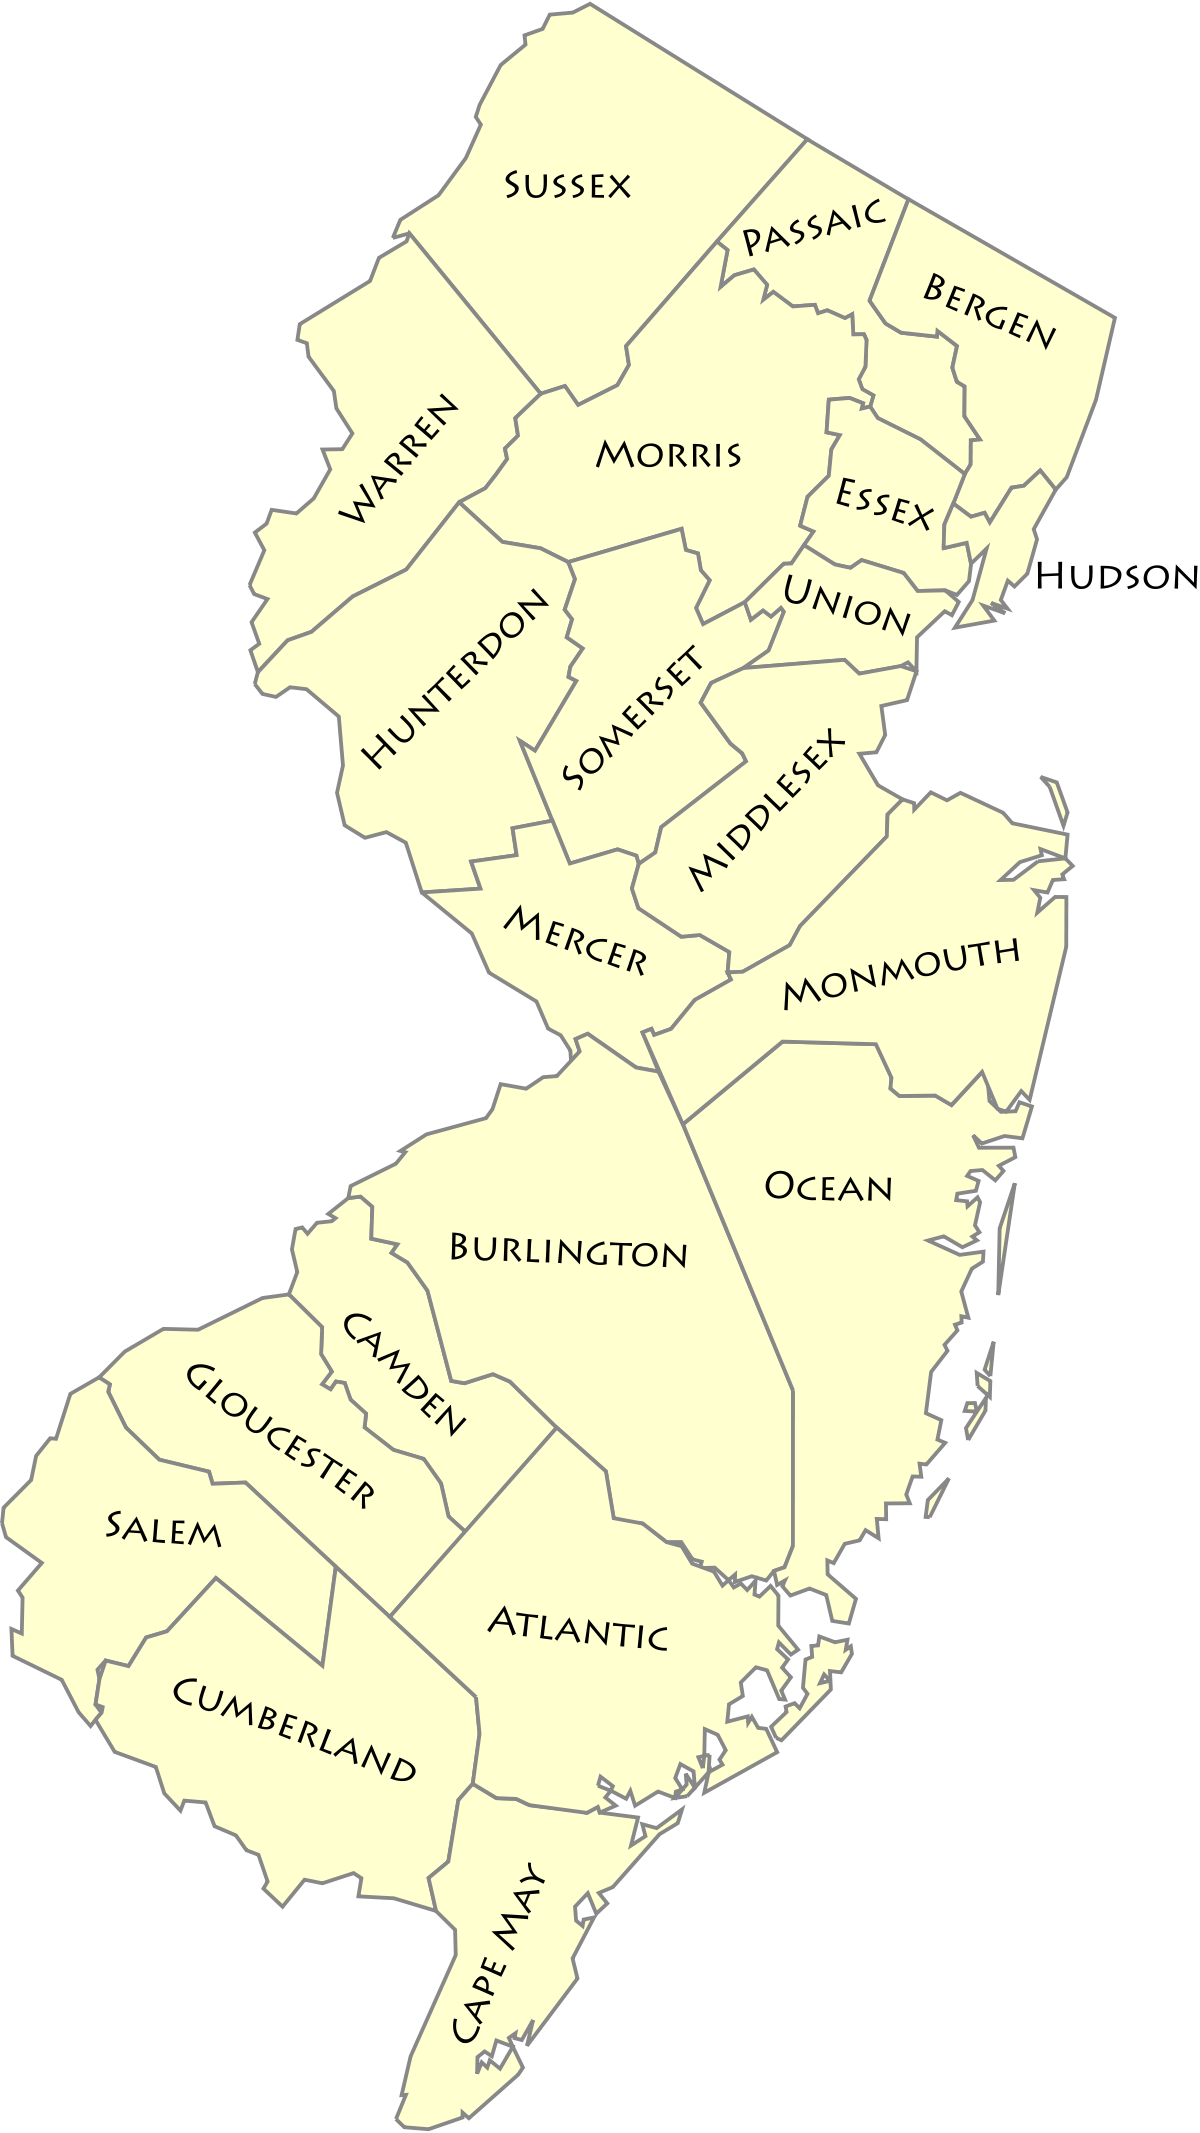 Sussex
Passaic
Bergen
Warren
Morris
Essex
Hudson
Union
Hunterdon
Somerset
Middlesex
Mercer
Monmouth
Ocean
Burlington
Camden
Gloucester
Salem
Atlantic
Cumberland
Cape May